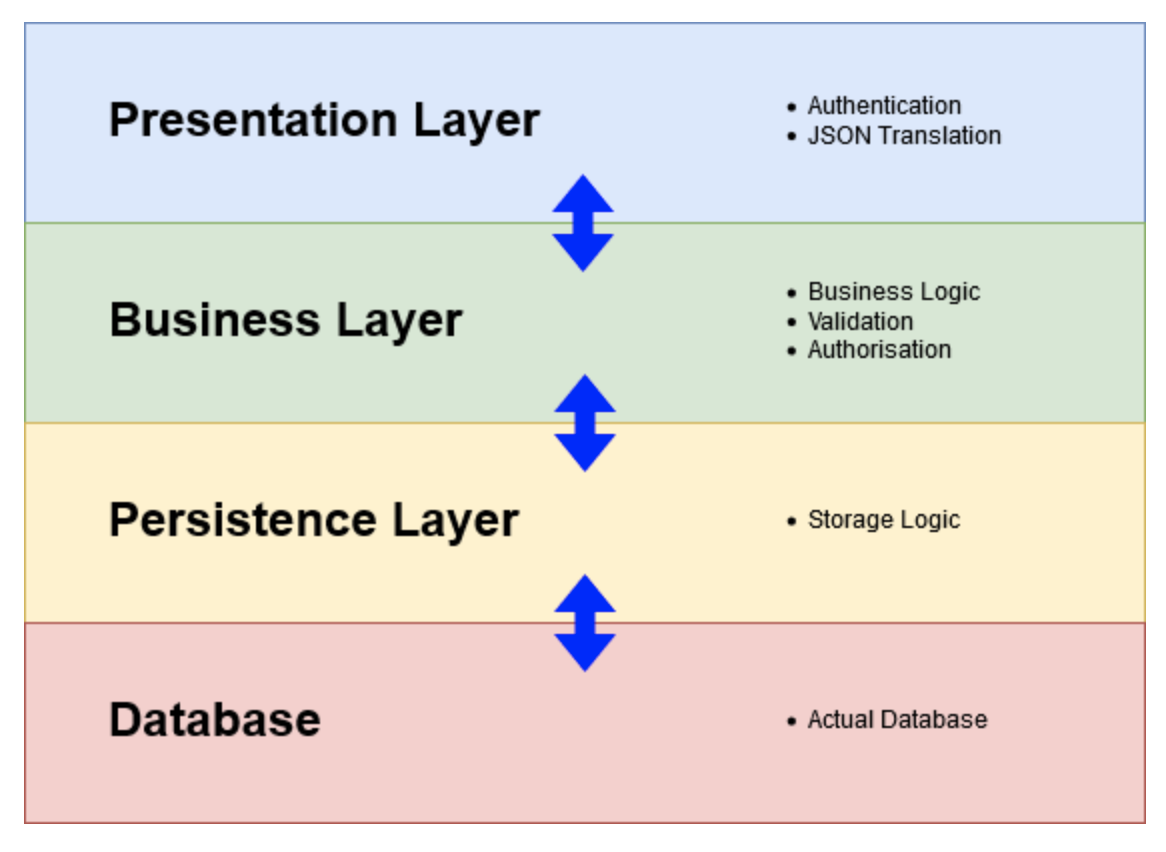 Presentation Layer
• Authentication
• JSON Translation
Business Layer
• Business Logic
• Validation
• Authorisation
Persistence Layer
• Storage Logic
Database
• Actual Database